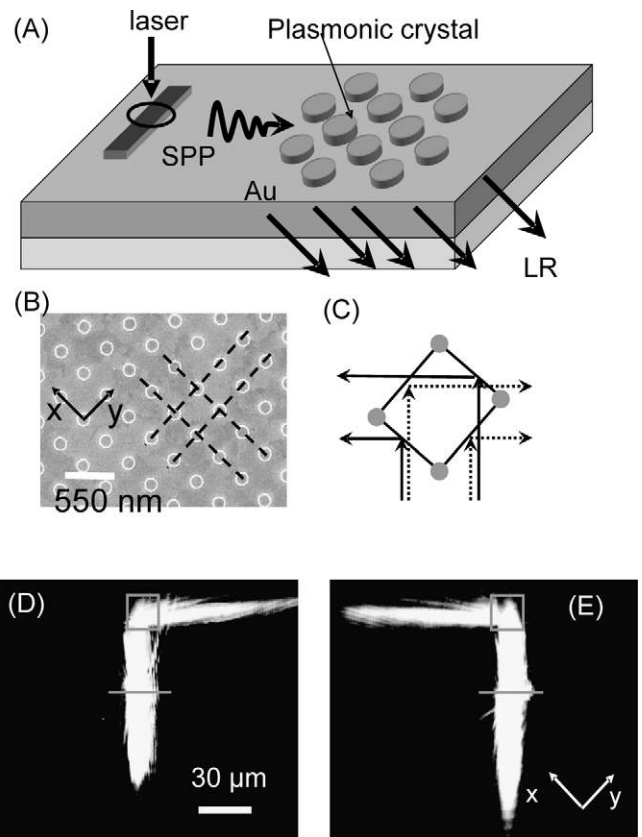 (A)
laser
Plasmonic crystal
SPP
Au
LR
(B)
x y
550 nm
(C)
(D)
30 µm
(E)
x y